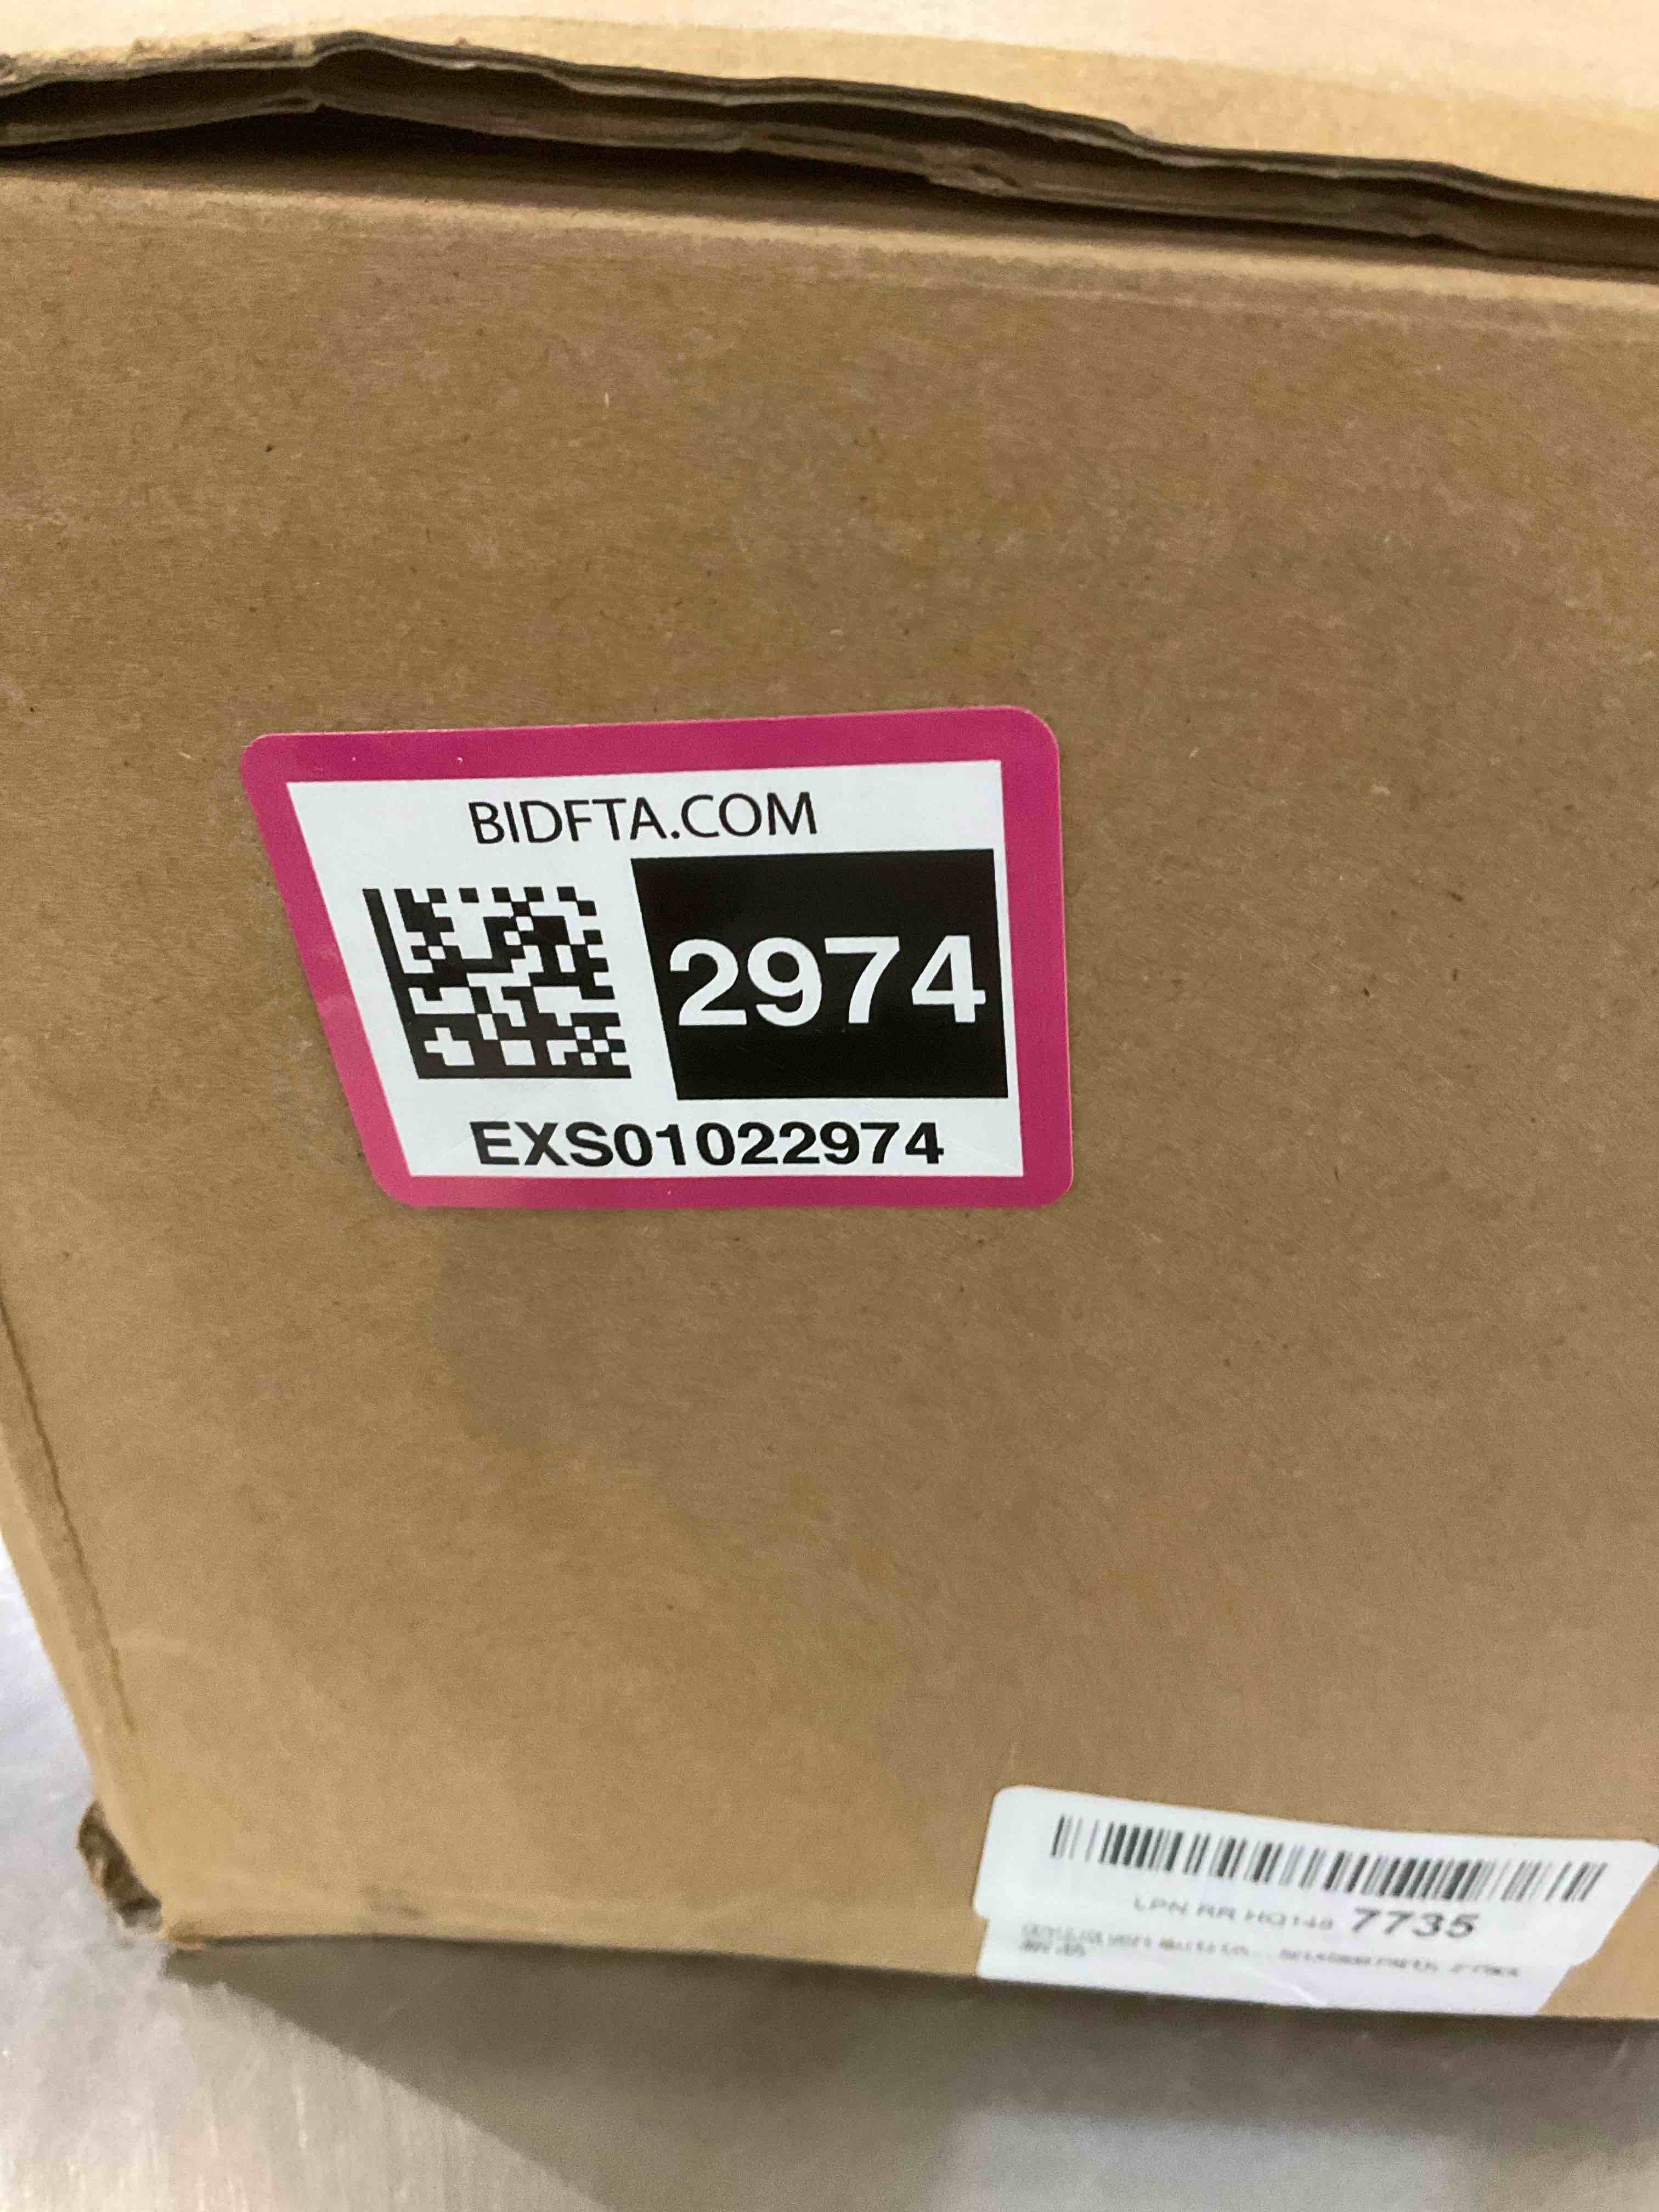 BIDFTA.COM
2974
EXS01022974
LPN RR HQ148 7735